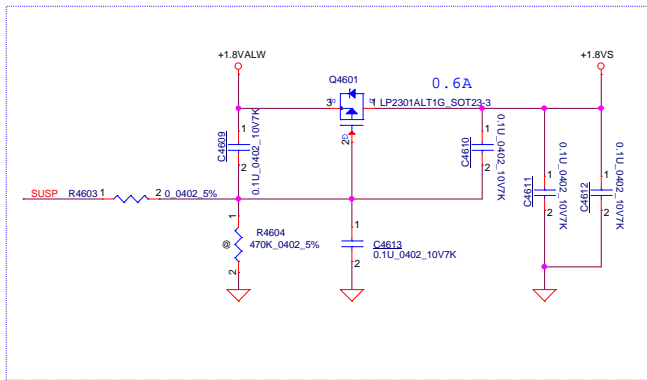 +1.8VALW
+1.8VS
Q4601
0.6A
3
1
LP2301ALT1G_SOT23-3
2
G
C4609
1
2
0.1U_0402_10V7K
C4610
1
2
0.1U_0402_10V7K
C4611
1
2
0.1U_0402_10V7K
C4612
1
2
0.1U_0402_10V7K
SUSP
R4603
1
2
0_0402_5%
1
R4604
@
470K_0402_5%
2
1
C4613
0.1U_0402_10V7K
2